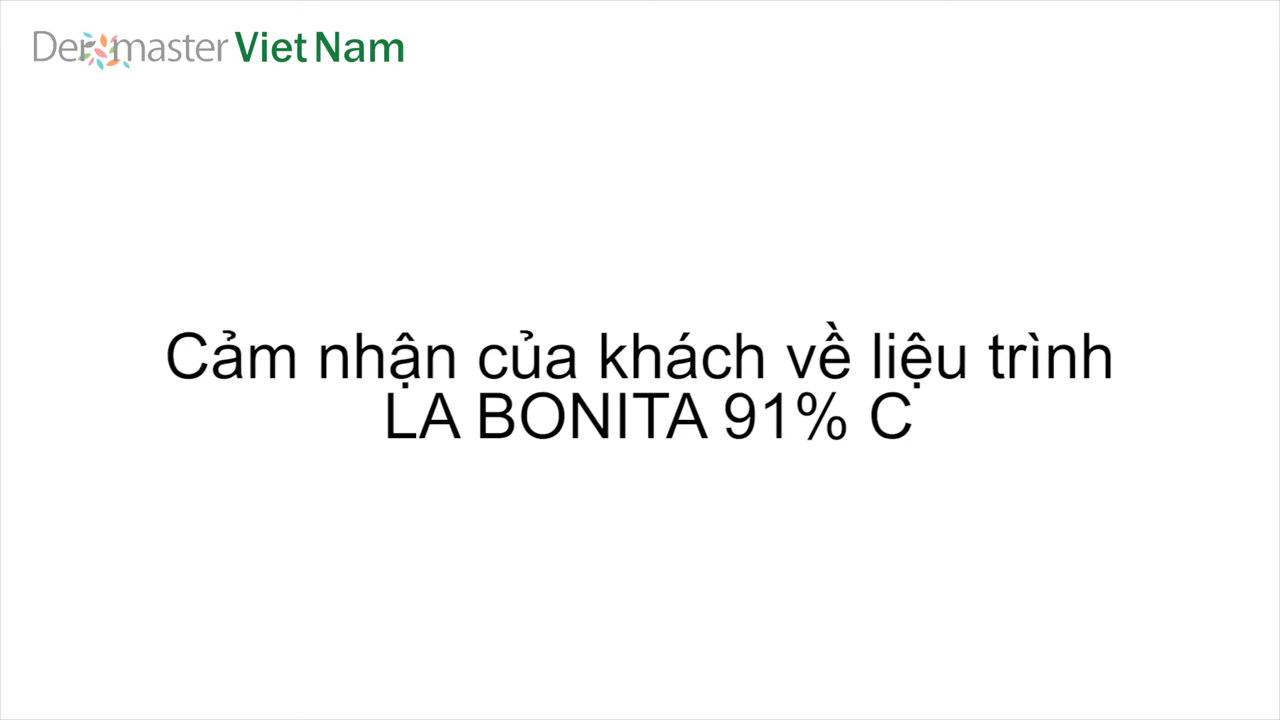 Dermaster Viet Nam
Cảm nhận của khách về liệu trình
LA BONITA 91% C